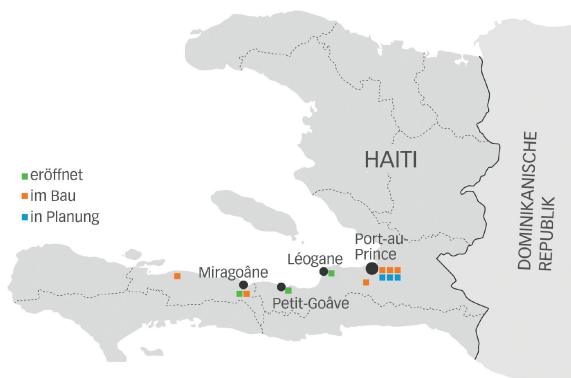 HAITI
DOMINIKANISCHE
REPUBLIK
eröffnet
im Bau
in Planung
Port-au-
Prince
Léogane
Miragoâne
Petit-Goâve